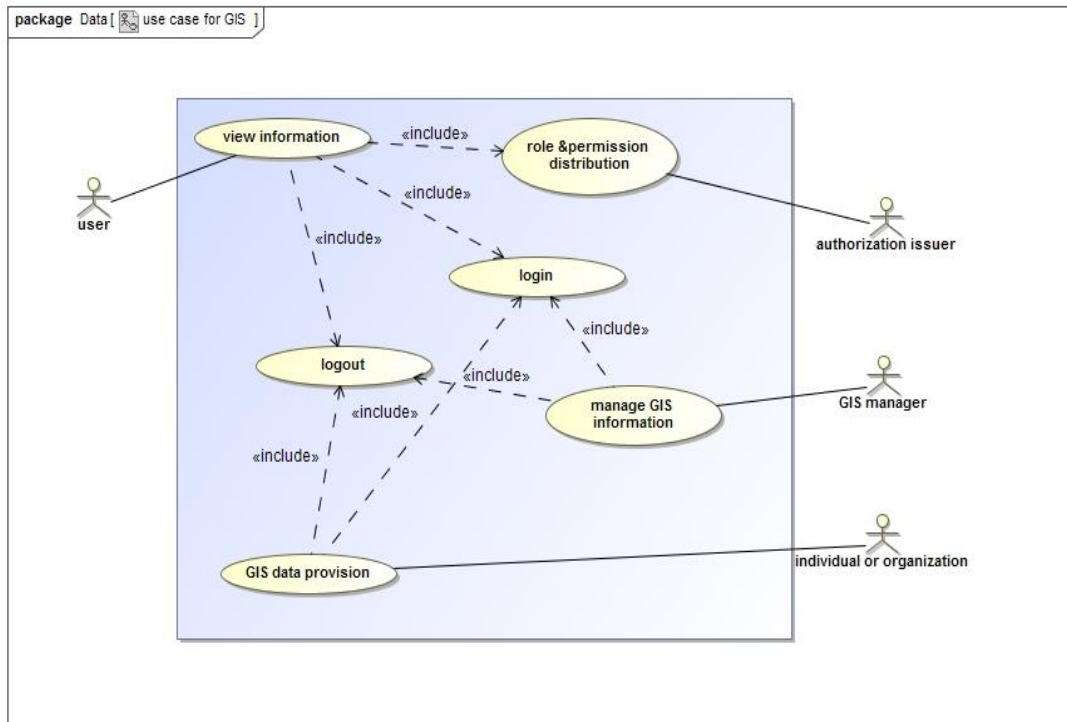 package Data [ use case for GIS ]
view information
«include»
role &permission
distribution
«include»
user
authorization issuer
«include»
login
«include»
logout
«include»
GIS manager
manage GIS
information
«include»
«include»
individual or organization
GIS data provision